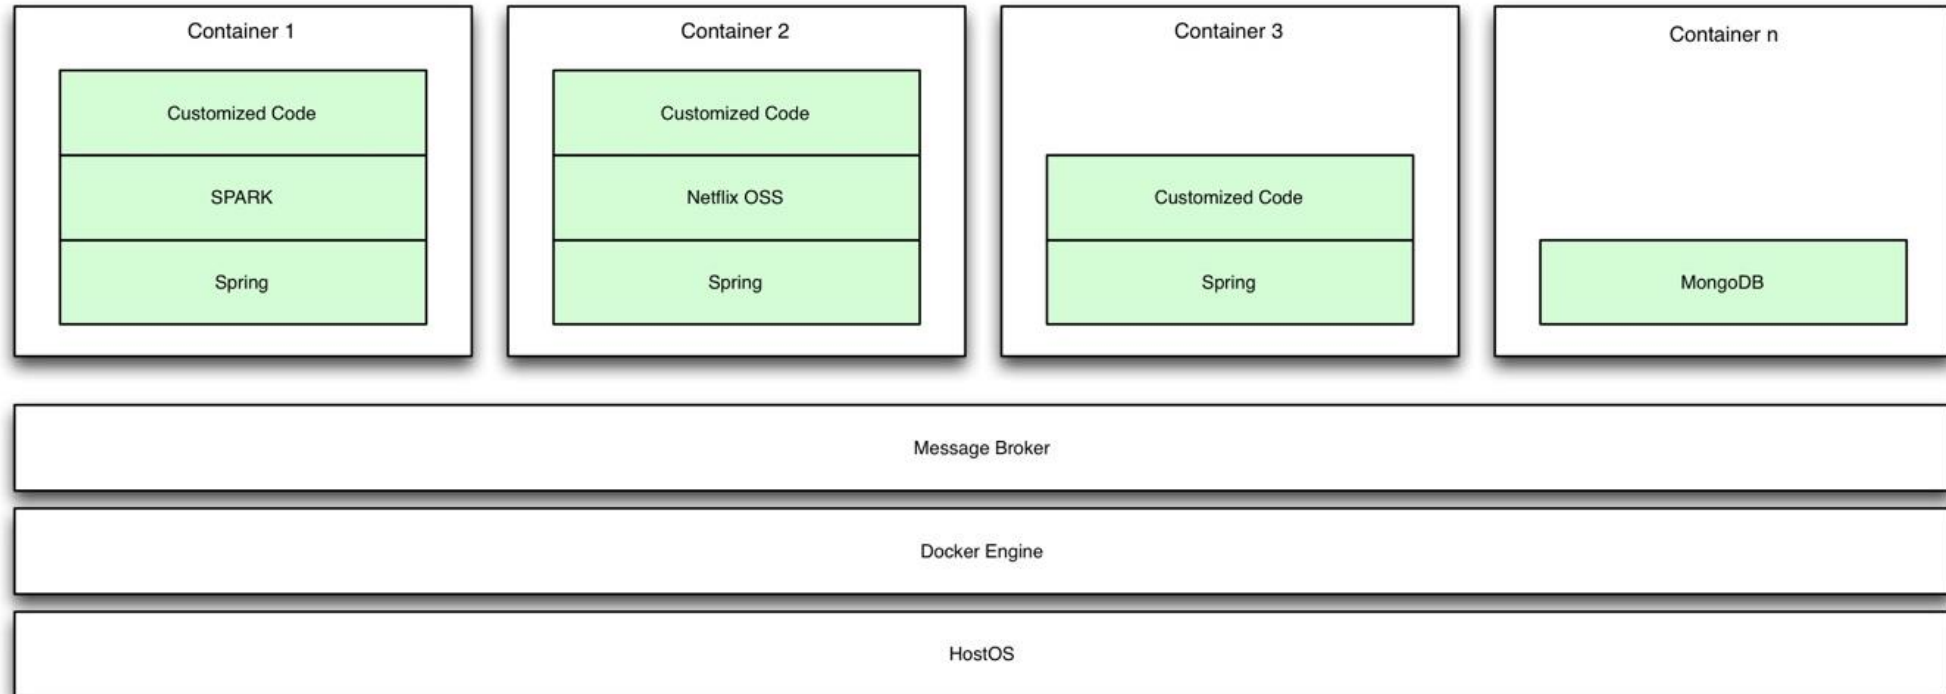 Container 1
Customized Code
SPARK
Spring
Container 2
Customized Code
Netflix OSS
Spring
Container 3
Customized Code
Spring
Container n
MongoDB
Message Broker
Docker Engine
HostOS